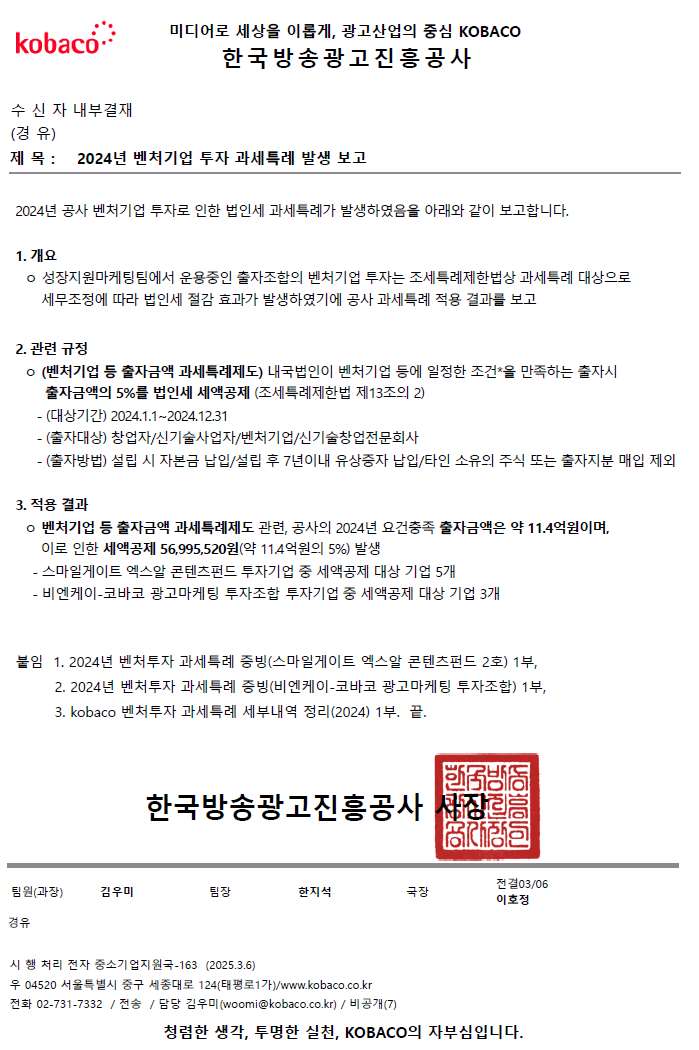 kobaco
미디어로 세상을 이롭게, 광고산업의 중심 KOBACO
한국방송광고진흥공사
수 신 자 내부결재
(경 유)
제 목 : 2024년 벤처기업 투자 과세특례 발생 보고
2024년 공사 벤처기업 투자로 인한 법인세 과세특례가 발생하였음을 아래와 같이 보고합니다.
1. 개요
ㅇ 성장지원마케팅팀에서 운용중인 출자조합의 벤처기업 투자는 조세특례제한법상 과세특례 대상으로
세무조정에 따라 법인세 절감 효과가 발생하였기에 공사 과세특례 적용 결과를 보고
2. 관련 규정
ㅇ (벤처기업 등 출자금액 과세특례제도) 내국법인이 벤처기업 등에 일정한 조건*을 만족하는 출자시
출자금액의 5%를 법인세 세액공제 (조세특례제한법 제13조의 2)
- (대상기간) 2024.1.1~2024.12.31
- (출자대상) 창업자/신기술사업자/벤처기업/신기술창업전문회사
- (출자방법) 설립 시 자본금 납입/설립 후 7년이내 유상증자 납입/타인 소유의 주식 또는 출자지분 매입 제외
3. 적용 결과
ㅇ 벤처기업 등 출자금액 과세특례제도 관련, 공사의 2024년 요건충족 출자금액은 약 11.4억원이며,
이로 인한 세액공제 56,995,520원(약 11.4억원의 5%) 발생
- 스마일게이트 엑스알 콘텐츠펀드 투자기업 중 세액공제 대상 기업 5개
- 비엔케이-코바코 광고마케팅 투자조합 투자기업 중 세액공제 대상 기업 3개
붙임 1. 2024년 벤처투자 과세특례 증빙(스마일게이트 엑스알 콘텐츠펀드 2호) 1부,
2. 2024년 벤처투자 과세특례 증빙(비엔케이-코바코 광고마케팅 투자조합) 1부,
3. kobaco 벤처투자 과세특례 세부내역 정리(2024) 1부. 끝.
한국방송광고진흥공사 사장
팀원(과장) 김우미 팀장 한지석 국장 전결03/06 이호정
경유
시 행 처리 전자 중소기업지원국-163 (2025.3.6)
우 04520 서울특별시 중구 세종대로 124(태평로1가)/www.kobaco.co.kr
전화 02-731-7332 / 전송 / 담당 김우미(woomi@kobaco.co.kr) / 비공개(7)
청렴한 생각, 투명한 실천, KOBACO의 자부심입니다.